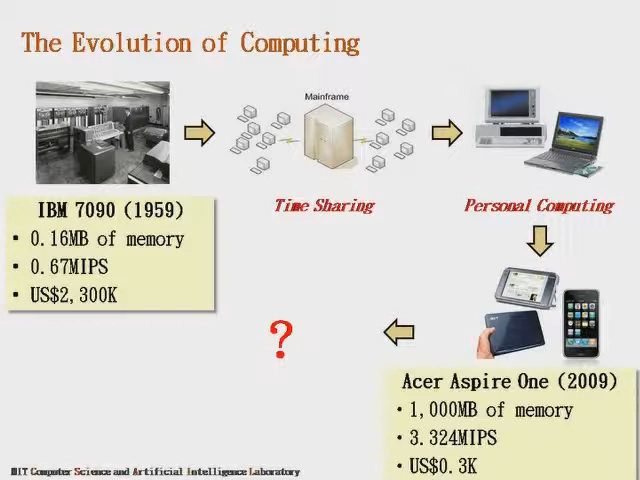 The Evolution of Computing
Mainframe
Time Sharing
Personal Computing
IBM 7090 (1959)
• 0.16MB of memory
• 0.67MIPS
• US$2,300K
?
Acer Aspire One (2009)
• 1,000MB of memory
• 3.324MIPS
• US$0.3K
MIT Computer Science and Artificial Intelligence Laboratory